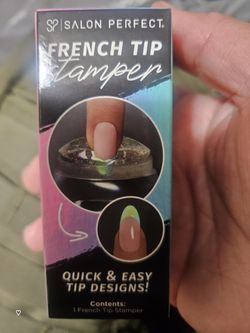 SP SALON PERFECT.
FRENCH TIP
Stamper
QUICK & EASY
TIP DESIGNS!
Contents:
1 French Tip Stamper